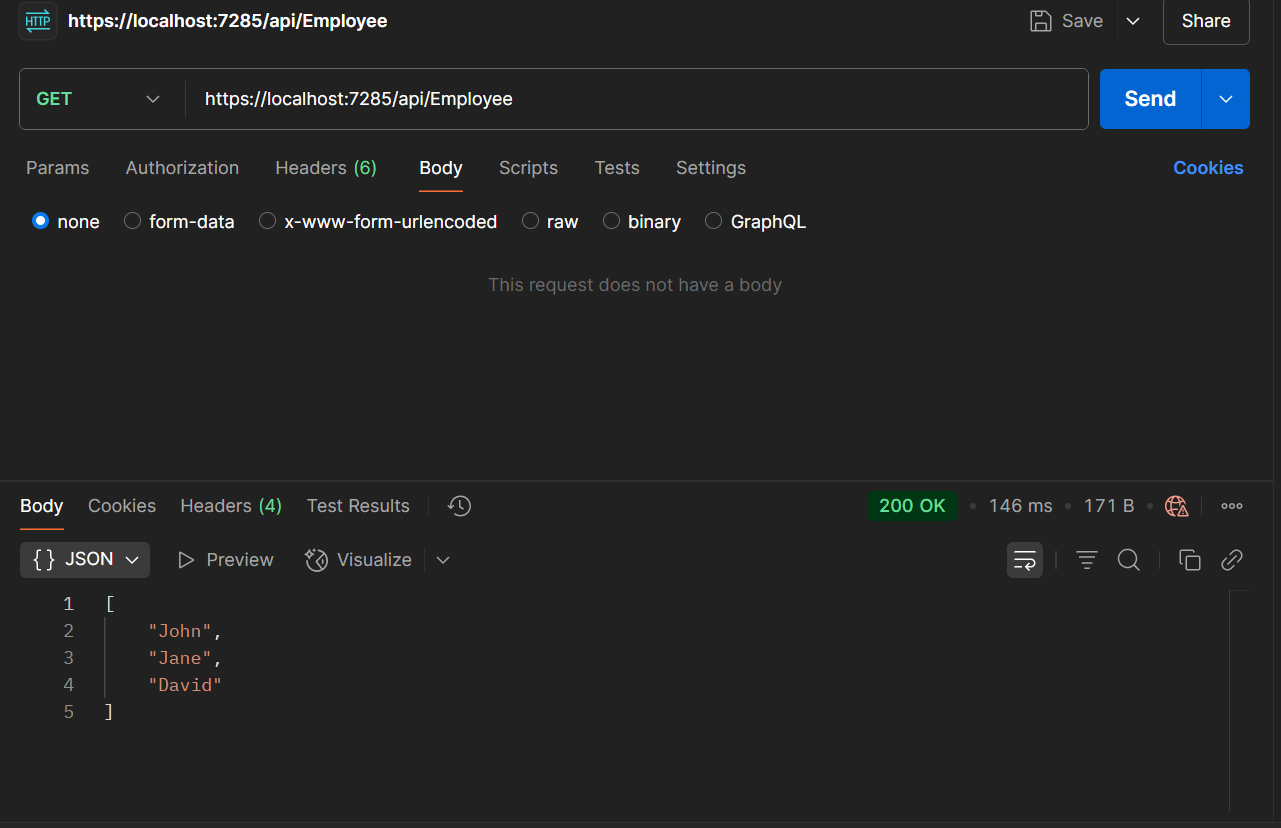 HTTP https://localhost:7285/api/Employee Save Share
GET https://localhost:7285/api/Employee Send
Params Authorization Headers (6) Body Scripts Tests Settings Cookies
none form-data x-www-form-urlencoded raw binary GraphQL
This request does not have a body
Body Cookies Headers (4) Test Results 200 OK • 146 ms • 171 B •
{} JSON Preview Visualize
1 [
2 "John",
3 "Jane",
4 "David"
5 ]